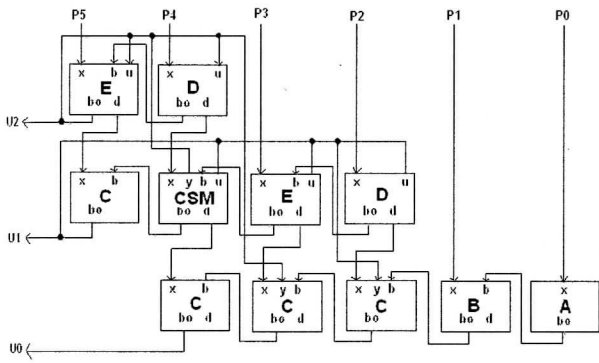 P5 P4 P3 P2 P1 P0
x b u x u
E D
bo d bo d
U2
x b x y b u x b u x u
C CSM E D
bo bo d bo d bo d
U1
x b x y b x y b x b x
C C C B A
bo d bo d bo bo d bo
U0